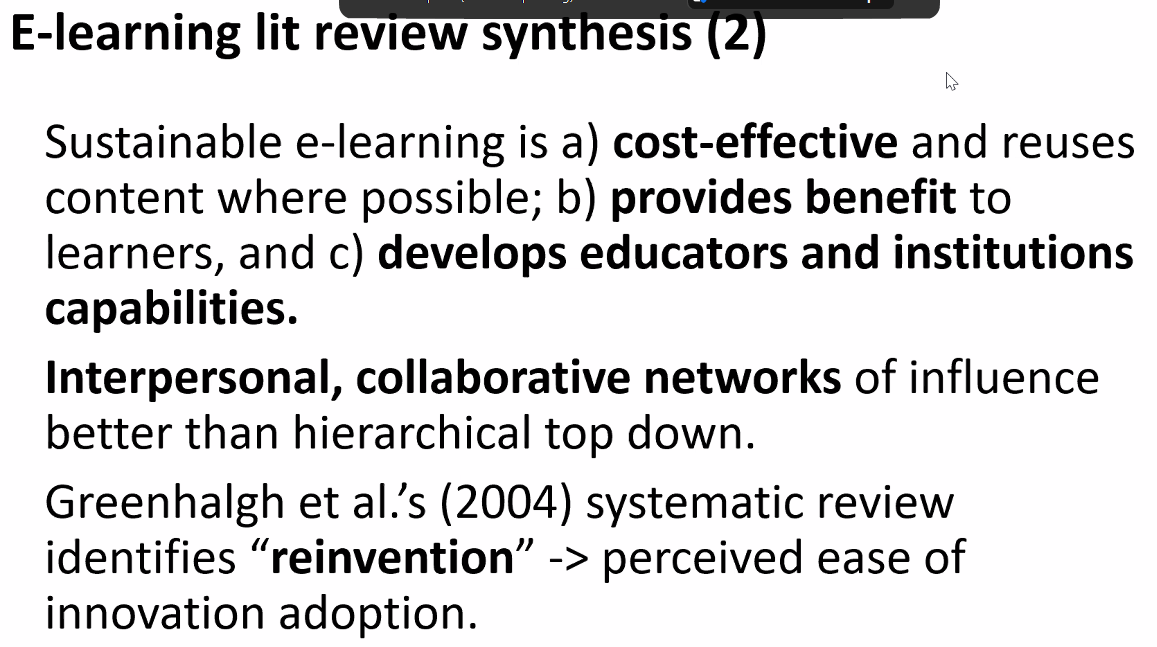 E-learning lit review synthesis (2)
Sustainable e-learning is a) cost-effective and reuses
content where possible; b) provides benefit to
learners, and c) develops educators and institutions
capabilities.
Interpersonal, collaborative networks of influence
better than hierarchical top down.
Greenhalgh et al.’s (2004) systematic review
identifies “reinvention” -> perceived ease of
innovation adoption.